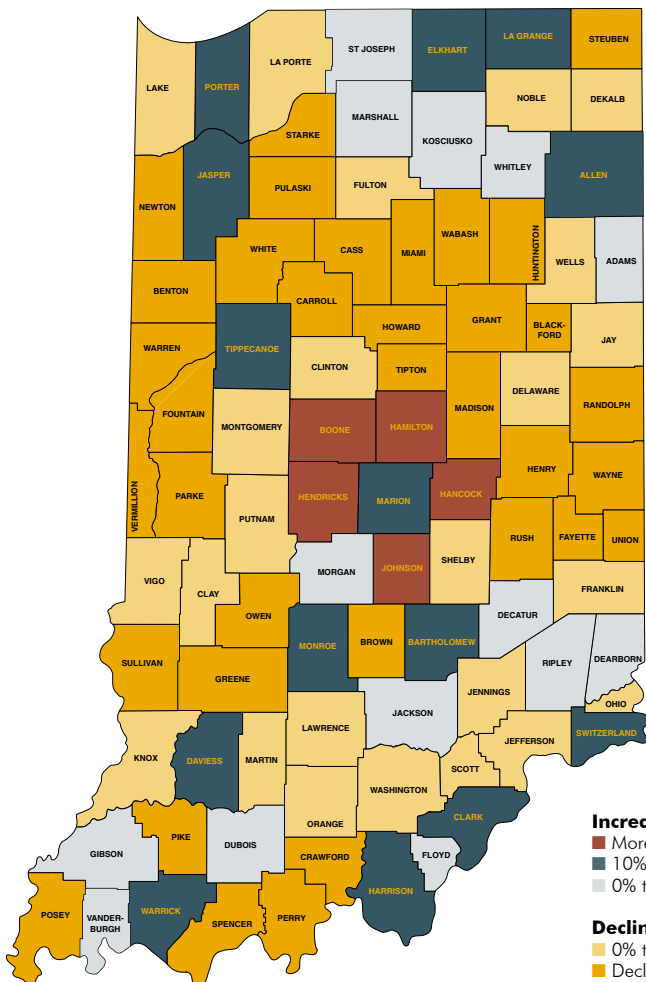 ST JOSEPH
ELKHART
LA GRANGE
STEUBEN
LAKE
PORTER
LA PORTE
NOBLE
DEKALB
MARSHALL
STARKE
KOSCIUSKO
WHITLEY
ALLEN
JASPER
PULASKI
FULTON
NEWTON
WABASH
HUNTINGTON
WHITE
CASS
MIAMI
WELLS
ADAMS
BENTON
CARROLL
HOWARD
GRANT
BLACK-
FORD
JAY
WARREN
TIPPECANOE
CLINTON
TIPTON
DELAWARE
RANDOLPH
FOUNTAIN
MONTGOMERY
BOONE
HAMILTON
MADISON
HENRY
WAYNE
VERMILLION
PARKE
HENDRICKS
MARION
HANCOCK
PUTNAM
RUSH
FAYETTE
UNION
VIGO
CLAY
MORGAN
JOHNSON
SHELBY
FRANKLIN
OWEN
DECATUR
MONROE
BROWN
BARTHOLOMEW
SULLIVAN
GREENE
RIPLEY
DEARBORN
JENNINGS
OHIO
JACKSON
LAWRENCE
SWITZERLAND
KNOX
DAVIESS
MARTIN
JEFFERSON
SCOTT
WASHINGTON
ORANGE
CLARK
PIKE
DUBOIS
GIBSON
CRAWFORD
FLOYD
HARRISON
POSEY
VANDER-
BURGH
WARRICK
SPENCER
PERRY
Increa
More
10%
0% t
Declin
0% t
Decl